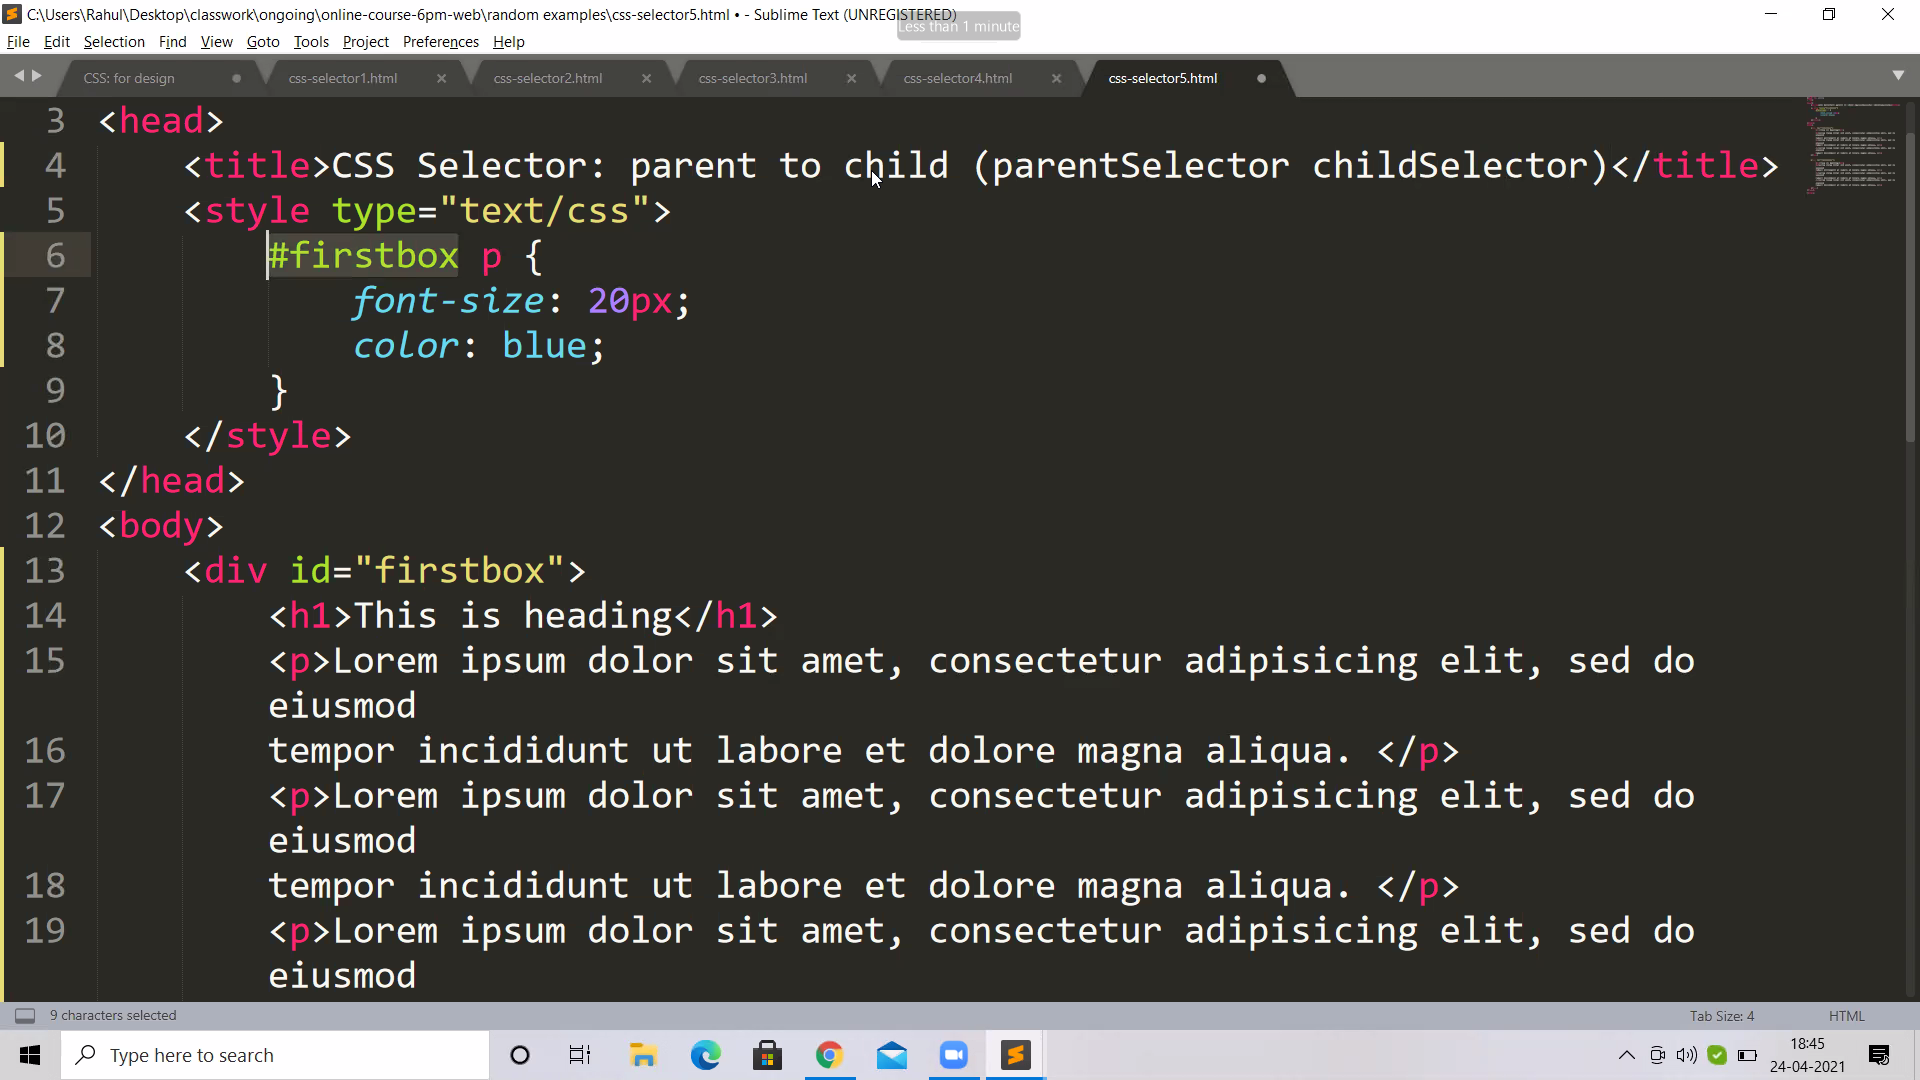 C:\Users\Rahul\Desktop\classwork\ongoing\online-course-6pm-web\random examples\css-selector5.html • - Sublime Text (UNREGISTERED)
Less than 1 minute
File Edit Selection Find View Goto Tools Project Preferences Help
CSS: for design css-selector1.html css-selector2.html css-selector3.html css-selector4.html css-selector5.html
3 <head>
4 <title>CSS Selector: parent to child (parentSelector childSelector)</title>
5 <style type="text/css">
6 #firstbox p {
7 font-size: 20px;
8 color: blue;
9 }
10 </style>
11 </head>
12 <body>
13 <div id="firstbox">
14 <h1>This is heading</h1>
15 <p>Lorem ipsum dolor sit amet, consectetur adipisicing elit, sed do
eiusmod
16 tempor incididunt ut labore et dolore magna aliqua. </p>
17 <p>Lorem ipsum dolor sit amet, consectetur adipisicing elit, sed do
eiusmod
18 tempor incididunt ut labore et dolore magna aliqua. </p>
19 <p>Lorem ipsum dolor sit amet, consectetur adipisicing elit, sed do
eiusmod
9 characters selected Tab Size: 4 HTML
Type here to search
18:45
24-04-2021